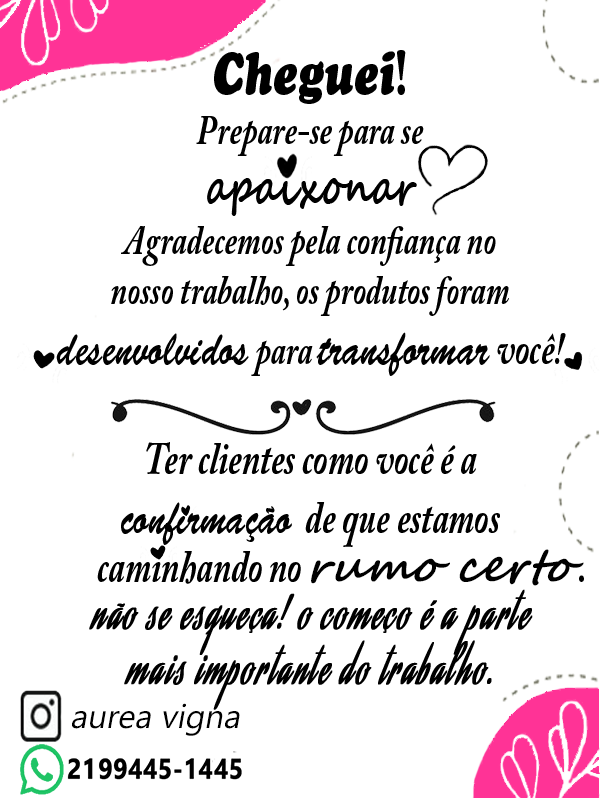 Cheguei!
Prepare-se para se
apaixonar
Agradecemos pela confiança no
nosso trabalho, os produtos foram
desenvolvidos para transformar você!
Ter clientes como você é a
confirmação de que estamos
caminhando no rumo certo.
não se esqueça! o começo é a parte
mais importante do trabalho.
aurea vigna
2199445-1445